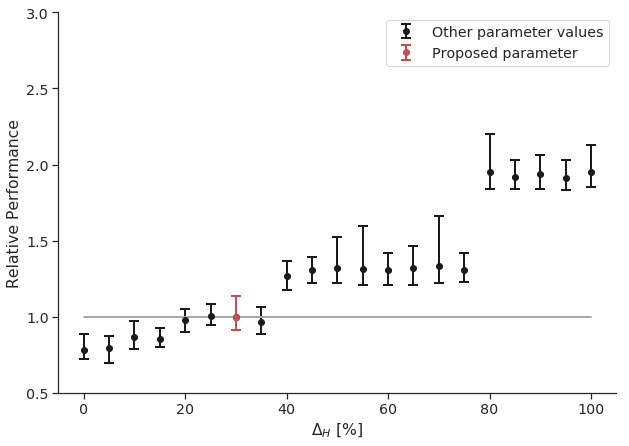 3.0
2.5
2.0
1.5
1.0
0.5
Relative Performance
Other parameter values
Proposed parameter
0 20 40 60 80 100
Δ_H [%]